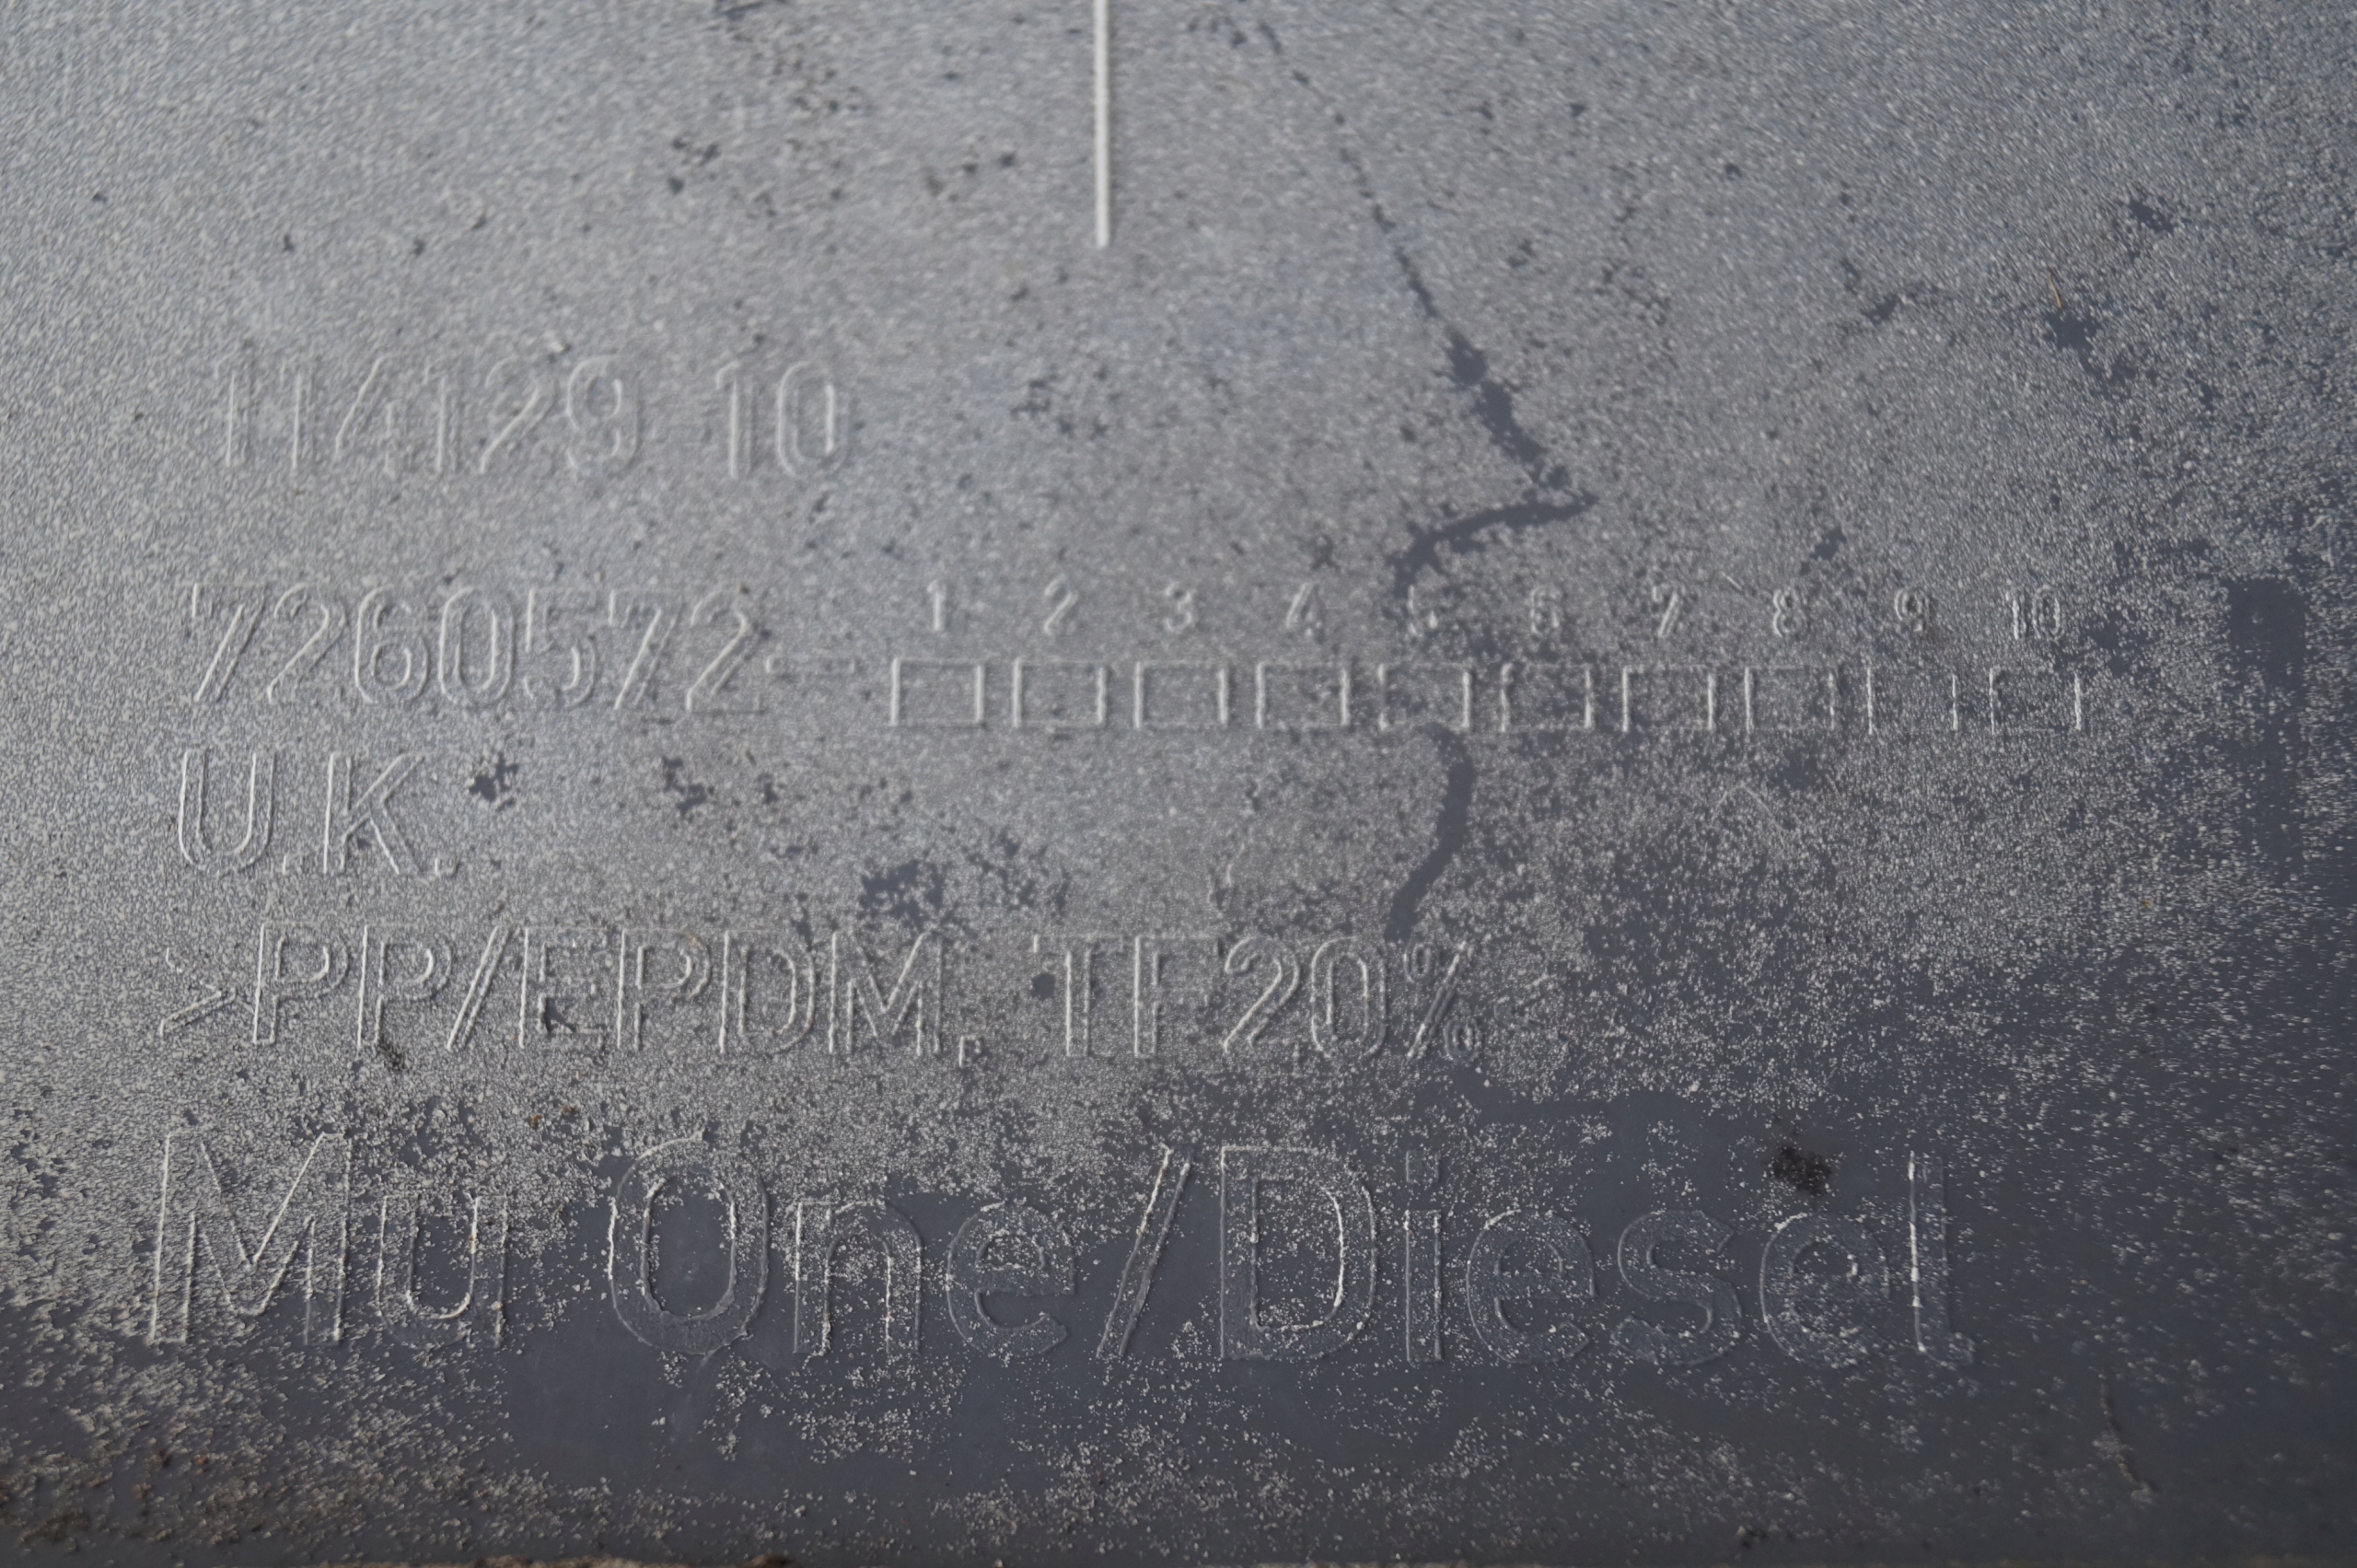 114129-10
1 2 3 4 5 6 7 8 9 10
7260572-
U.K.
>PP/EPDM, TF20%<
Mu One/Diesel